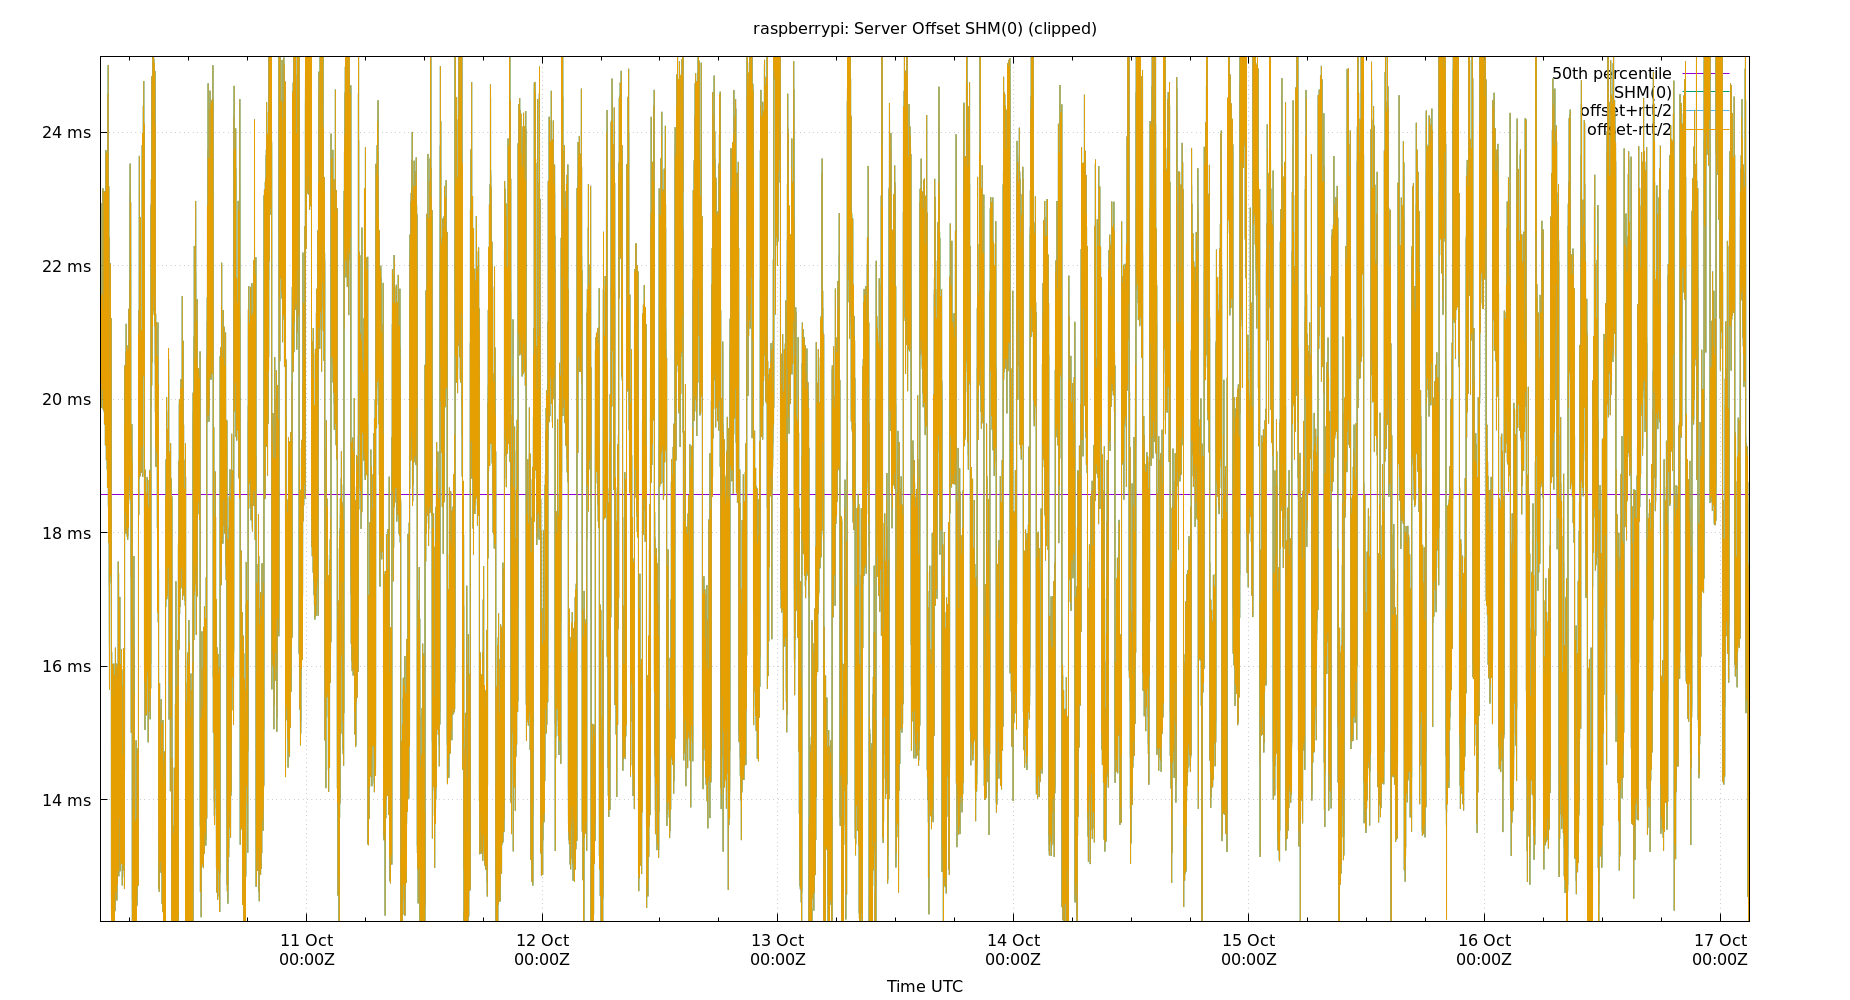 raspberrypi: Server Offset SHM(0) (clipped)
50th percentile
SHM(0)
offset+rtt/2
offset-rtt/2
24 ms
22 ms
20 ms
18 ms
16 ms
14 ms
11 Oct 12 Oct 13 Oct 14 Oct 15 Oct 16 Oct 17 Oct
00:00Z 00:00Z 00:00Z 00:00Z 00:00Z 00:00Z 00:00Z
Time UTC